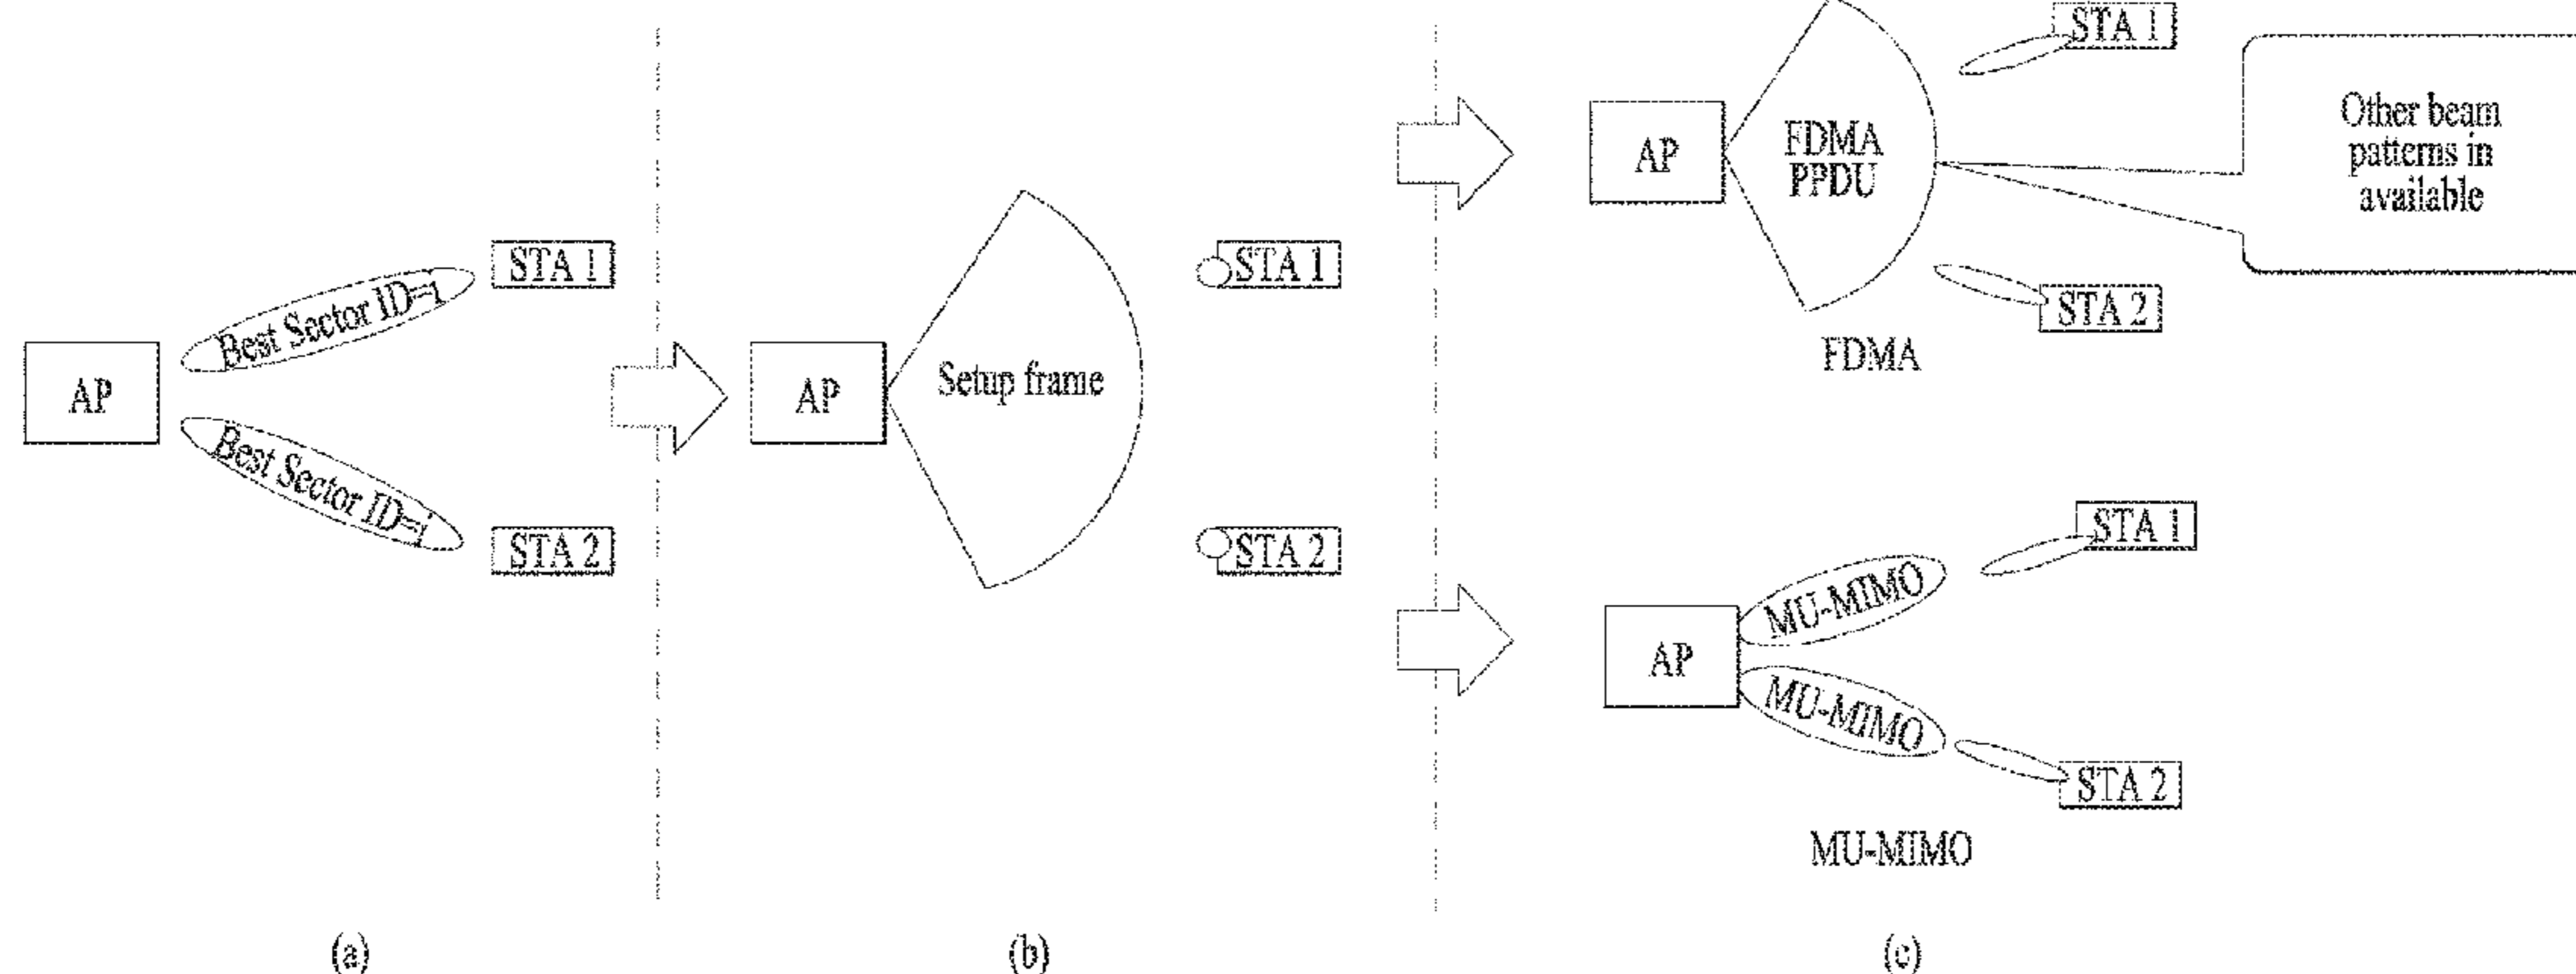 AP
Best Sector ID=1
Best Sector ID=i
STA 1
STA 2
(a)
AP
Setup frame
STA 1
STA 2
(b)
AP
FDMA
PPDU
STA 1
STA 2
Other beam
patterns in
available
FDMA
AP
MU-MIMO
MU-MIMO
STA 1
STA 2
MU-MIMO
(c)